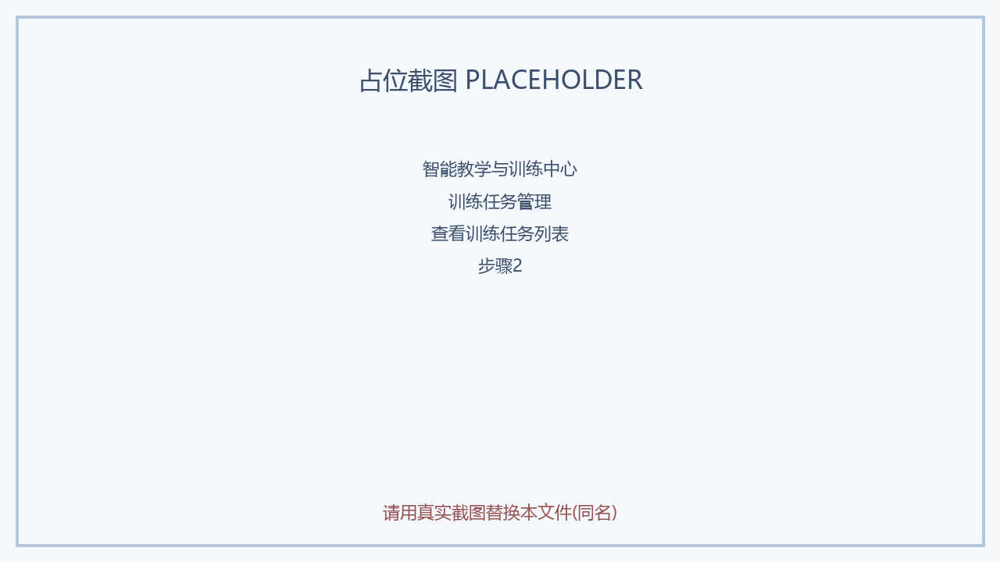 占位截图 PLACEHOLDER
智能教学与训练中心
训练任务管理
查看训练任务列表
步骤2
请用真实截图替换本文件(同名)